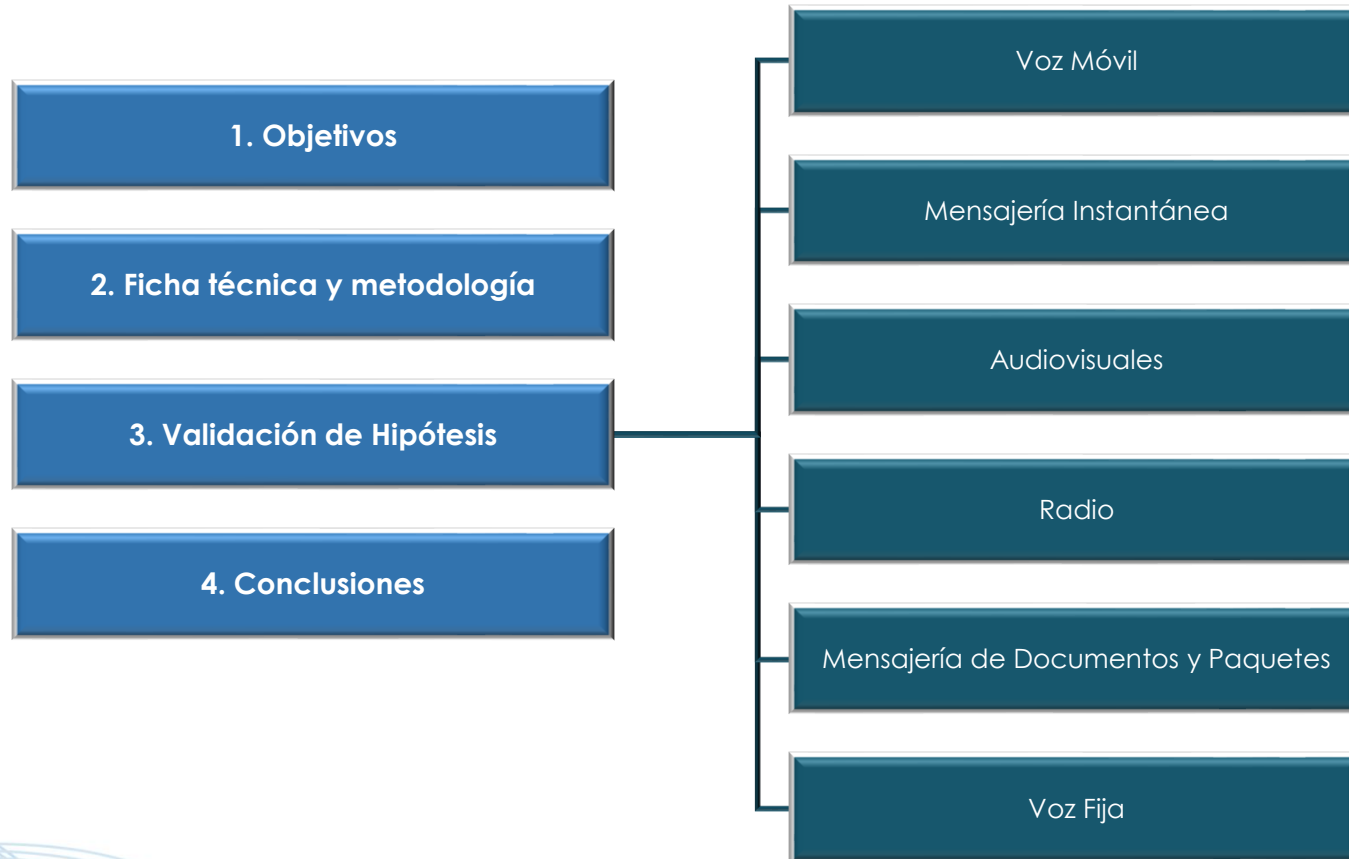 1. Objetivos
2. Ficha técnica y metodología
3. Validación de Hipótesis
4. Conclusiones
Voz Móvil
Mensajería Instantánea
Audiovisuales
Radio
Mensajería de Documentos y Paquetes
Voz Fija